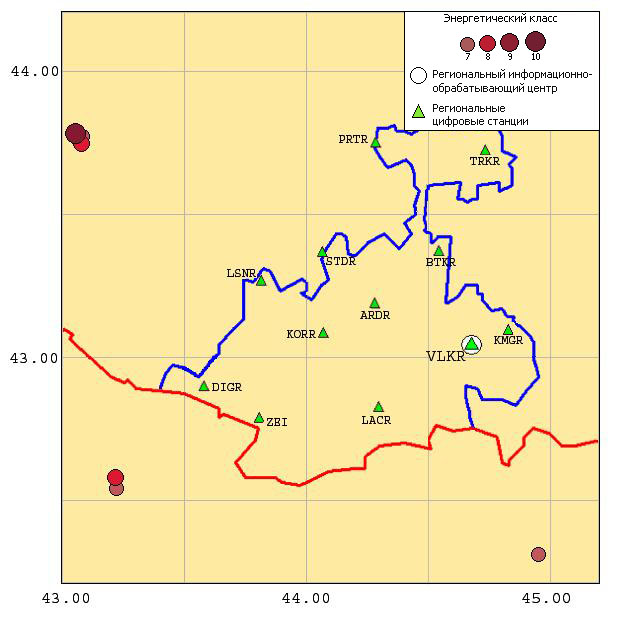 Энергетический класс
7 8 9 10
Региональный информационно-
обрабатывающий центр
Региональные
цифровые станции
44.00
PRTR
TRKR
STDR
BTKR
LSNR
ARDR
KORR
KMGR
VLKR
43.00
DIGR
ZEI
LACR
43.00 44.00 45.00